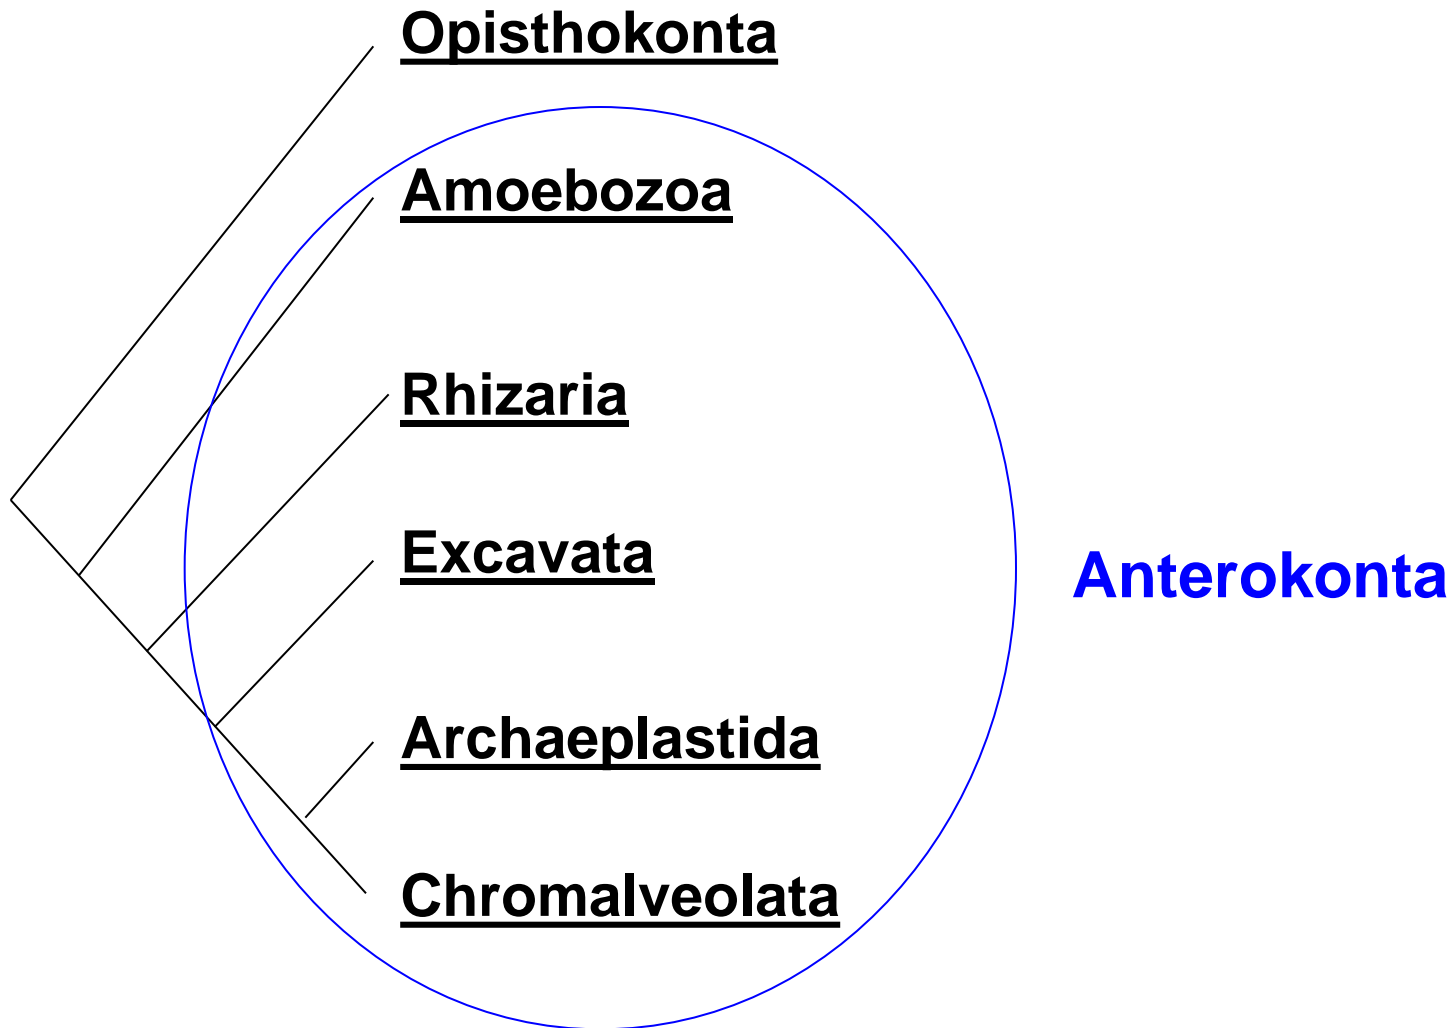 Opisthokonta
Amoebozoa
Rhizaria
Excavata
Anterokonta
Archaeplastida
Chromalveolata